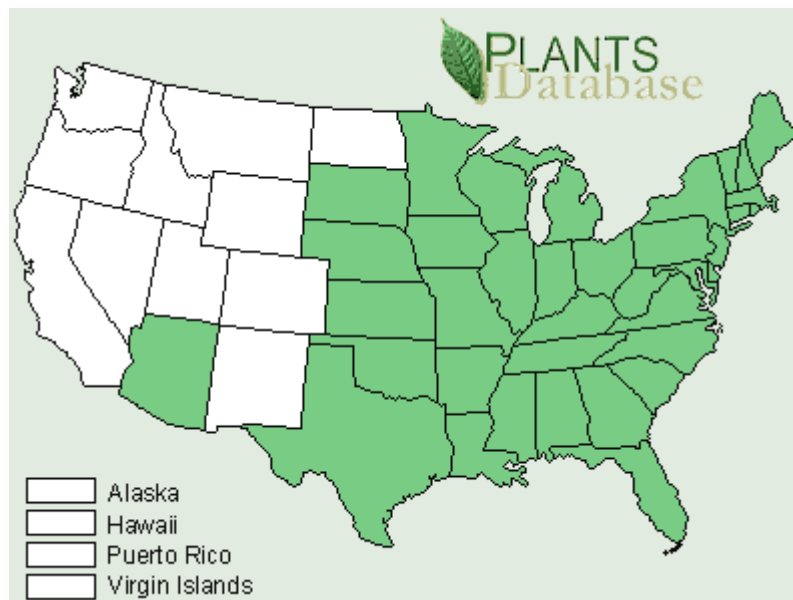 PLANTS
Database
Alaska
Hawaii
Puerto Rico
Virgin Islands